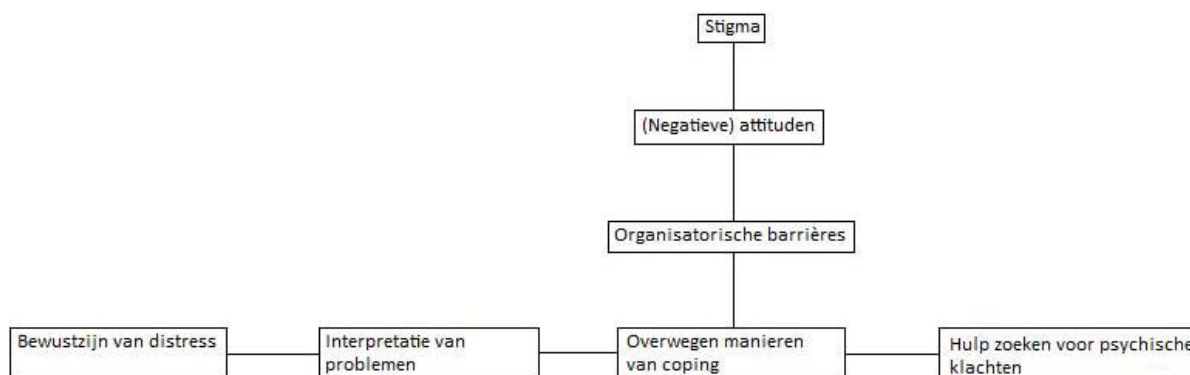 Stigma
(Negatieve) attituden
Organisatorische barrières
Bewustzijn van distress
Interpretatie van
problemen
Overwegen manieren
van coping
Hulp zoeken voor psychische
klachten